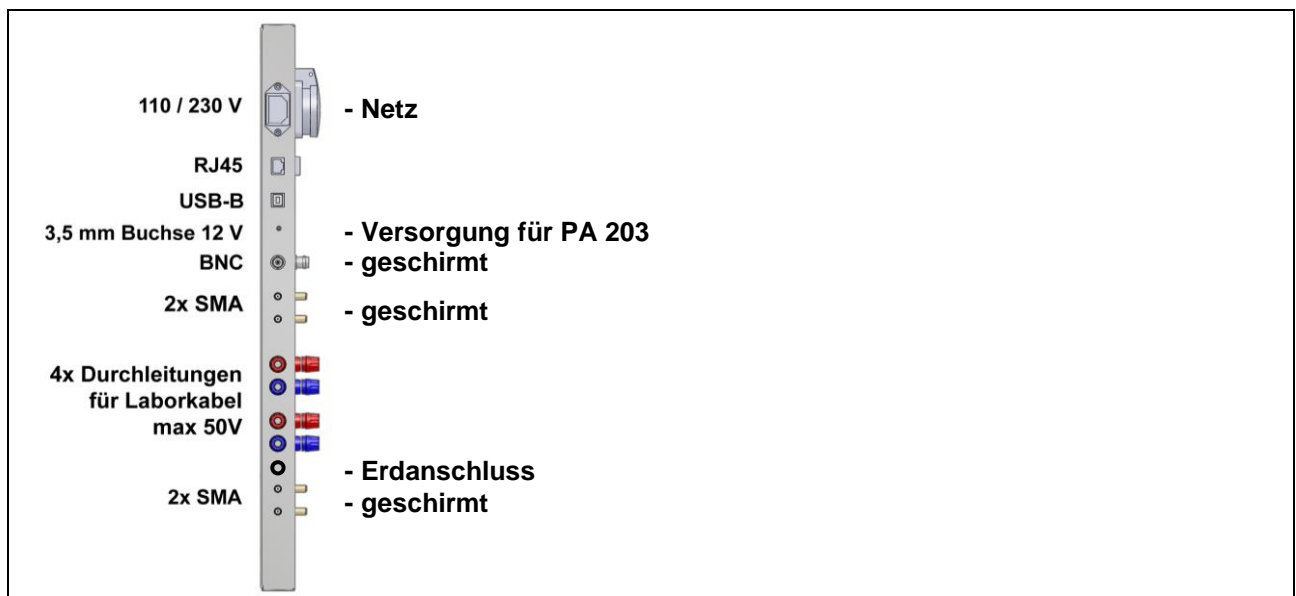 110 / 230 V - Netz
RJ45
USB-B
3,5 mm Buchse 12 V - Versorgung für PA 203
BNC - geschirmt
2x SMA - geschirmt
4x Durchleitungen
für Laborkabel
max 50V
- Erdanschluss
2x SMA - geschirmt